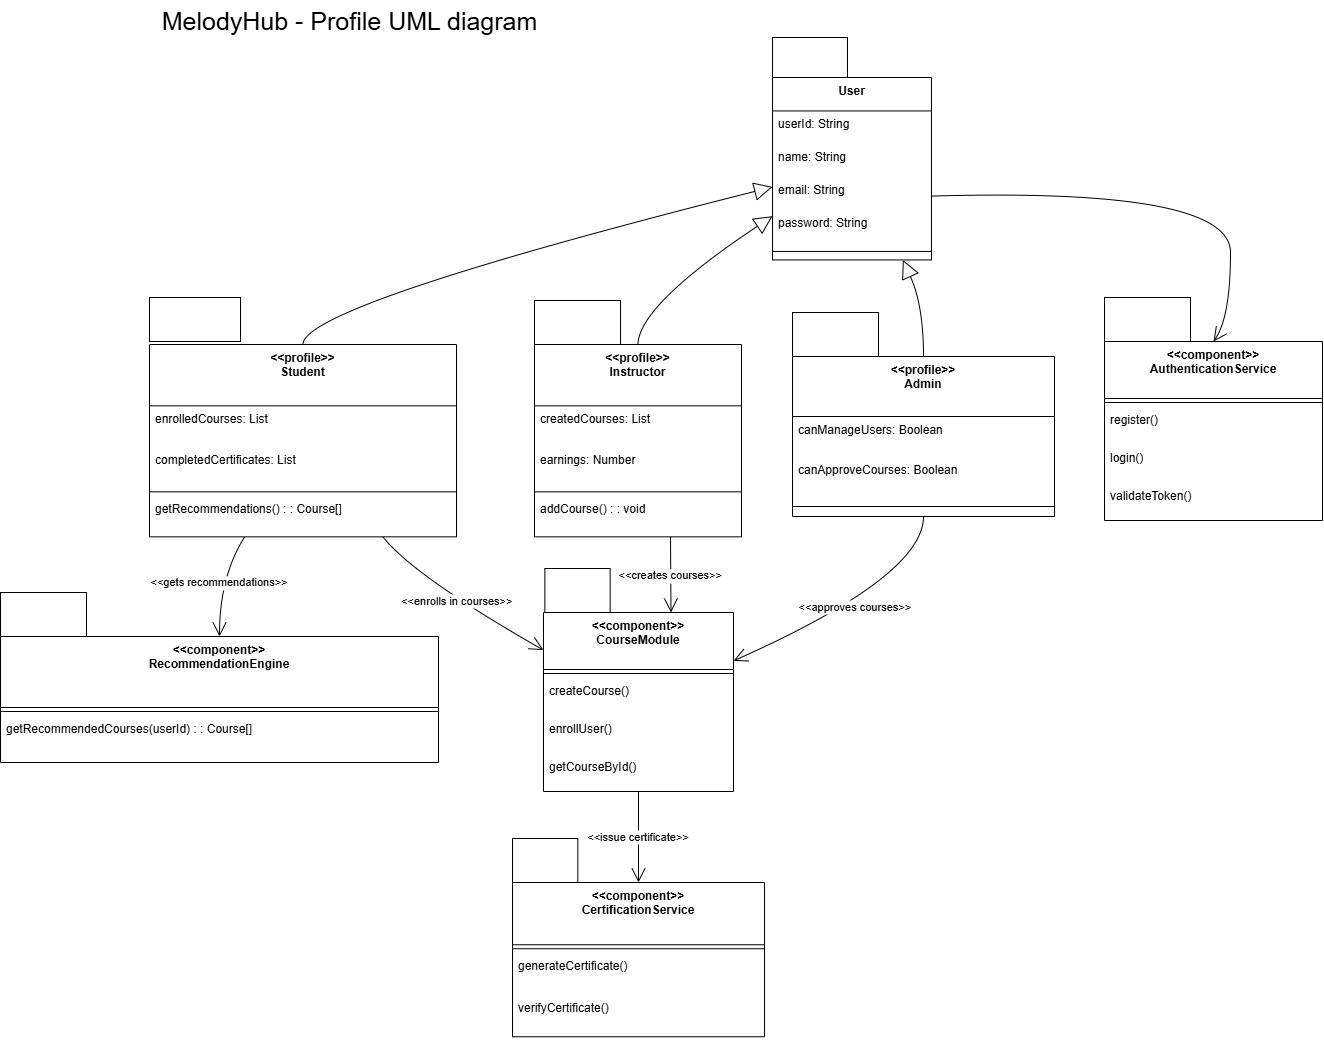 MelodyHub - Profile UML diagram
User
userId: String
name: String
email: String
password: String
<<profile>>
Student
enrolledCourses: List
completedCertificates: List
getRecommendations() : : Course[]
<<profile>>
Instructor
createdCourses: List
earnings: Number
addCourse() : : void
<<profile>>
Admin
canManageUsers: Boolean
canApproveCourses: Boolean
<<component>>
AuthenticationService
register()
login()
validateToken()
<<gets recommendations>>
<<enrolls in courses>>
<<creates courses>>
<<approves courses>>
<<component>>
RecommendationEngine
getRecommendedCourses(userId) : : Course[]
<<component>>
CourseModule
createCourse()
enrollUser()
getCourseById()
<<issue certificate>>
<<component>>
CertificationService
generateCertificate()
verifyCertificate()